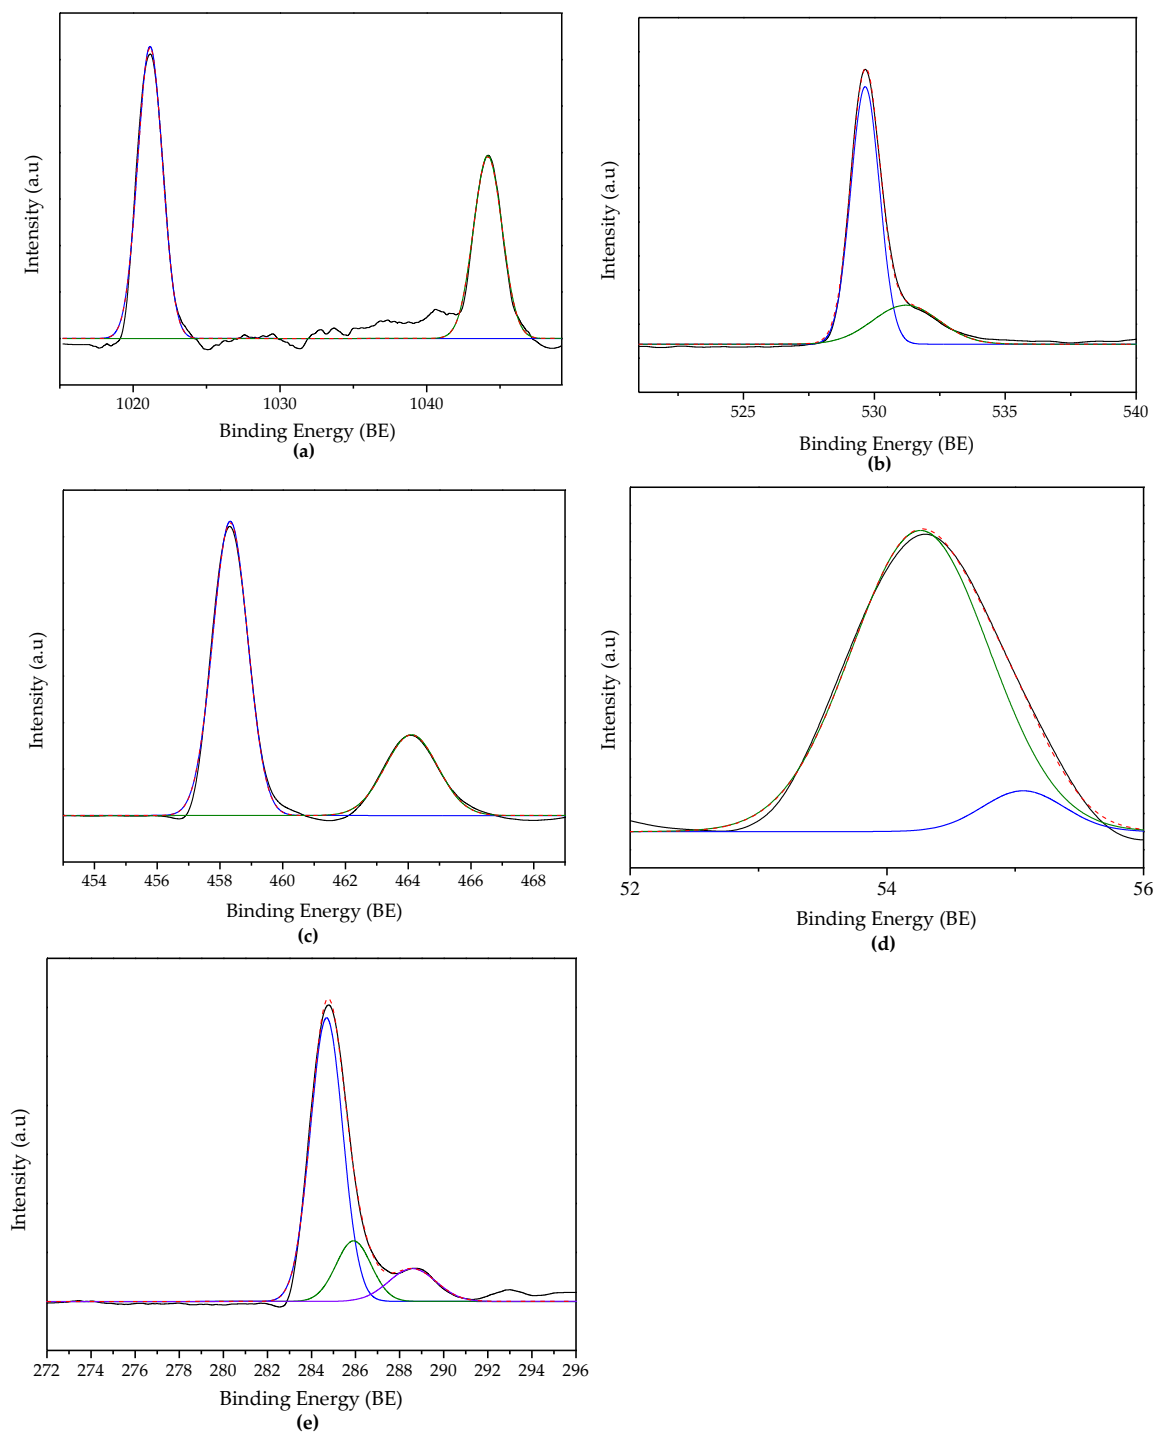 Intensity (a.u)
1020 1030 1040
Binding Energy (BE)
(a)
Intensity (a.u)
525 530 535 540
Binding Energy (BE)
(b)
Intensity (a.u)
454 456 458 460 462 464 466 468
Binding Energy (BE)
(c)
Intensity (a.u)
52 54 56
Binding Energy (BE)
(d)
Intensity (a.u)
272 274 276 278 280 282 284 286 288 290 292 294 296
Binding Energy (BE)
(e)